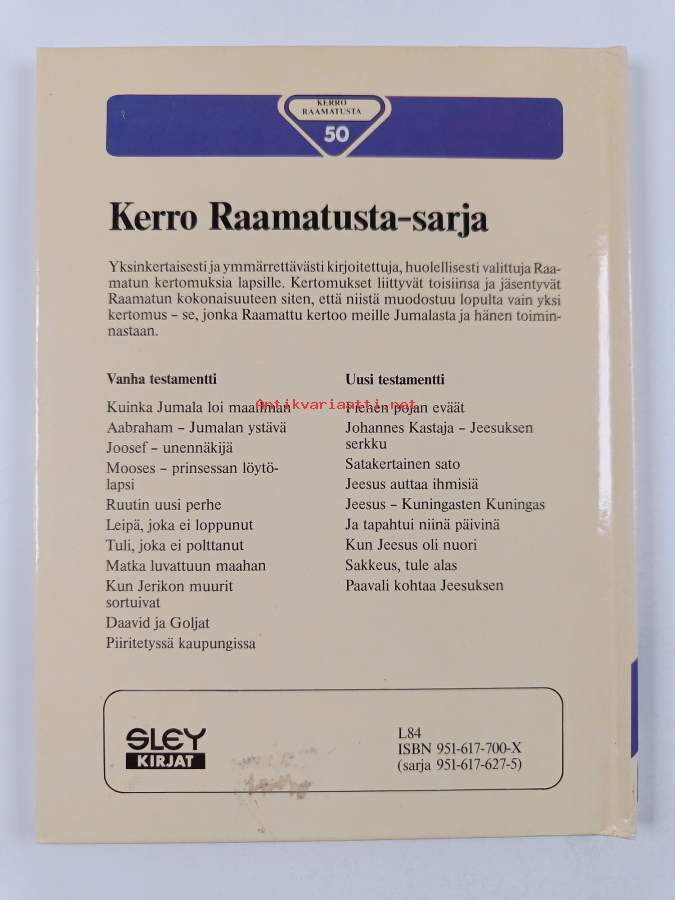 KERRO
RAAMATUSTA
50
Kerro Raamatusta-sarja
Yksinkertaisesti ja ymmärrettävästi kirjoitettuja, huolellisesti valittuja Raa-
matun kertomuksia lapsille. Kertomukset liittyvät toisiinsa ja jäsentyvät
Raamatun kokonaisuuteen siten, että niistä muodostuu lopulta vain yksi
kertomus – se, jonka Raamattu kertoo meille Jumalasta ja hänen toimin-
nastaan.
Vanha testamentti
Kuinka Jumala loi maailman
Aabraham – Jumalan ystävä
Joosef – unennäkijä
Mooses – prinsessan löytö-
lapsi
Ruutin uusi perhe
Leipä, joka ei loppunut
Tuli, joka ei polttanut
Matka luvattuun maahan
Kun Jerikon muurit
sortuivat
Daavid ja Goljat
Piiritetyssä kaupungissa
Uusi testamentti
Pienen pojan eväät
Johannes Kastaja – Jeesuksen
serkku
Satakertainen sato
Jeesus auttaa ihmisiä
Jeesus – Kuningasten Kuningas
Ja tapahtui niinä päivinä
Kun Jeesus oli nuori
Sakkeus, tule alas
Paavali kohtaa Jeesuksen
Antikvariaatti.net
SLEY
KIRJAT
L84
ISBN 951-617-700-X
(sarja 951-617-627-5)